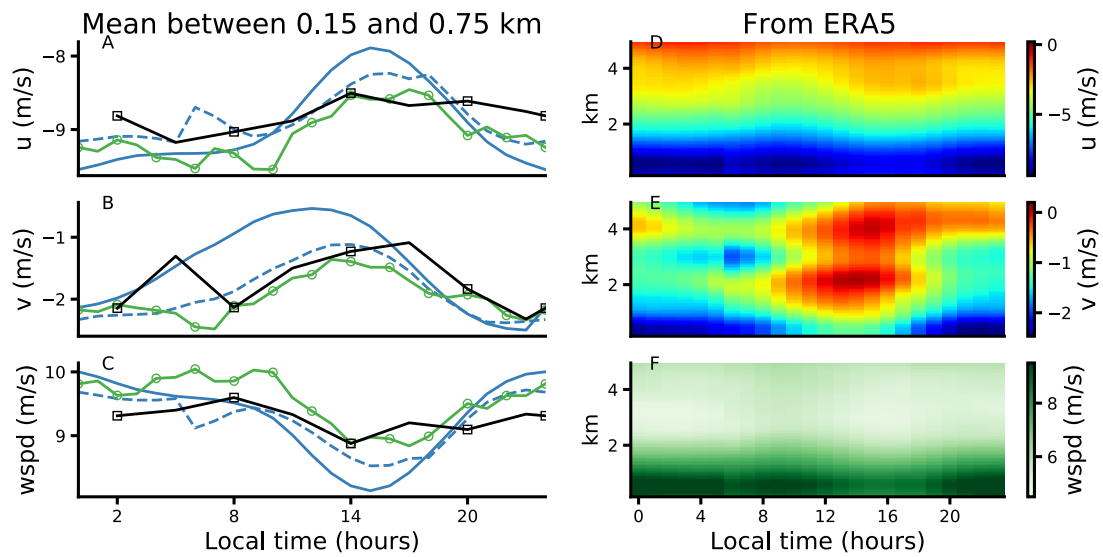 Mean between 0.15 and 0.75 km
From ERA5
A
−8
−9
u (m/s)
B
−1
−2
v (m/s)
C
10
9
wspd (m/s)
2
8
14
20
Local time (hours)
D
4
2
km
0
−5
u (m/s)
E
4
2
km
0
−1
−2
v (m/s)
F
4
2
km
8
6
wspd (m/s)
0
4
8
12
16
20
Local time (hours)